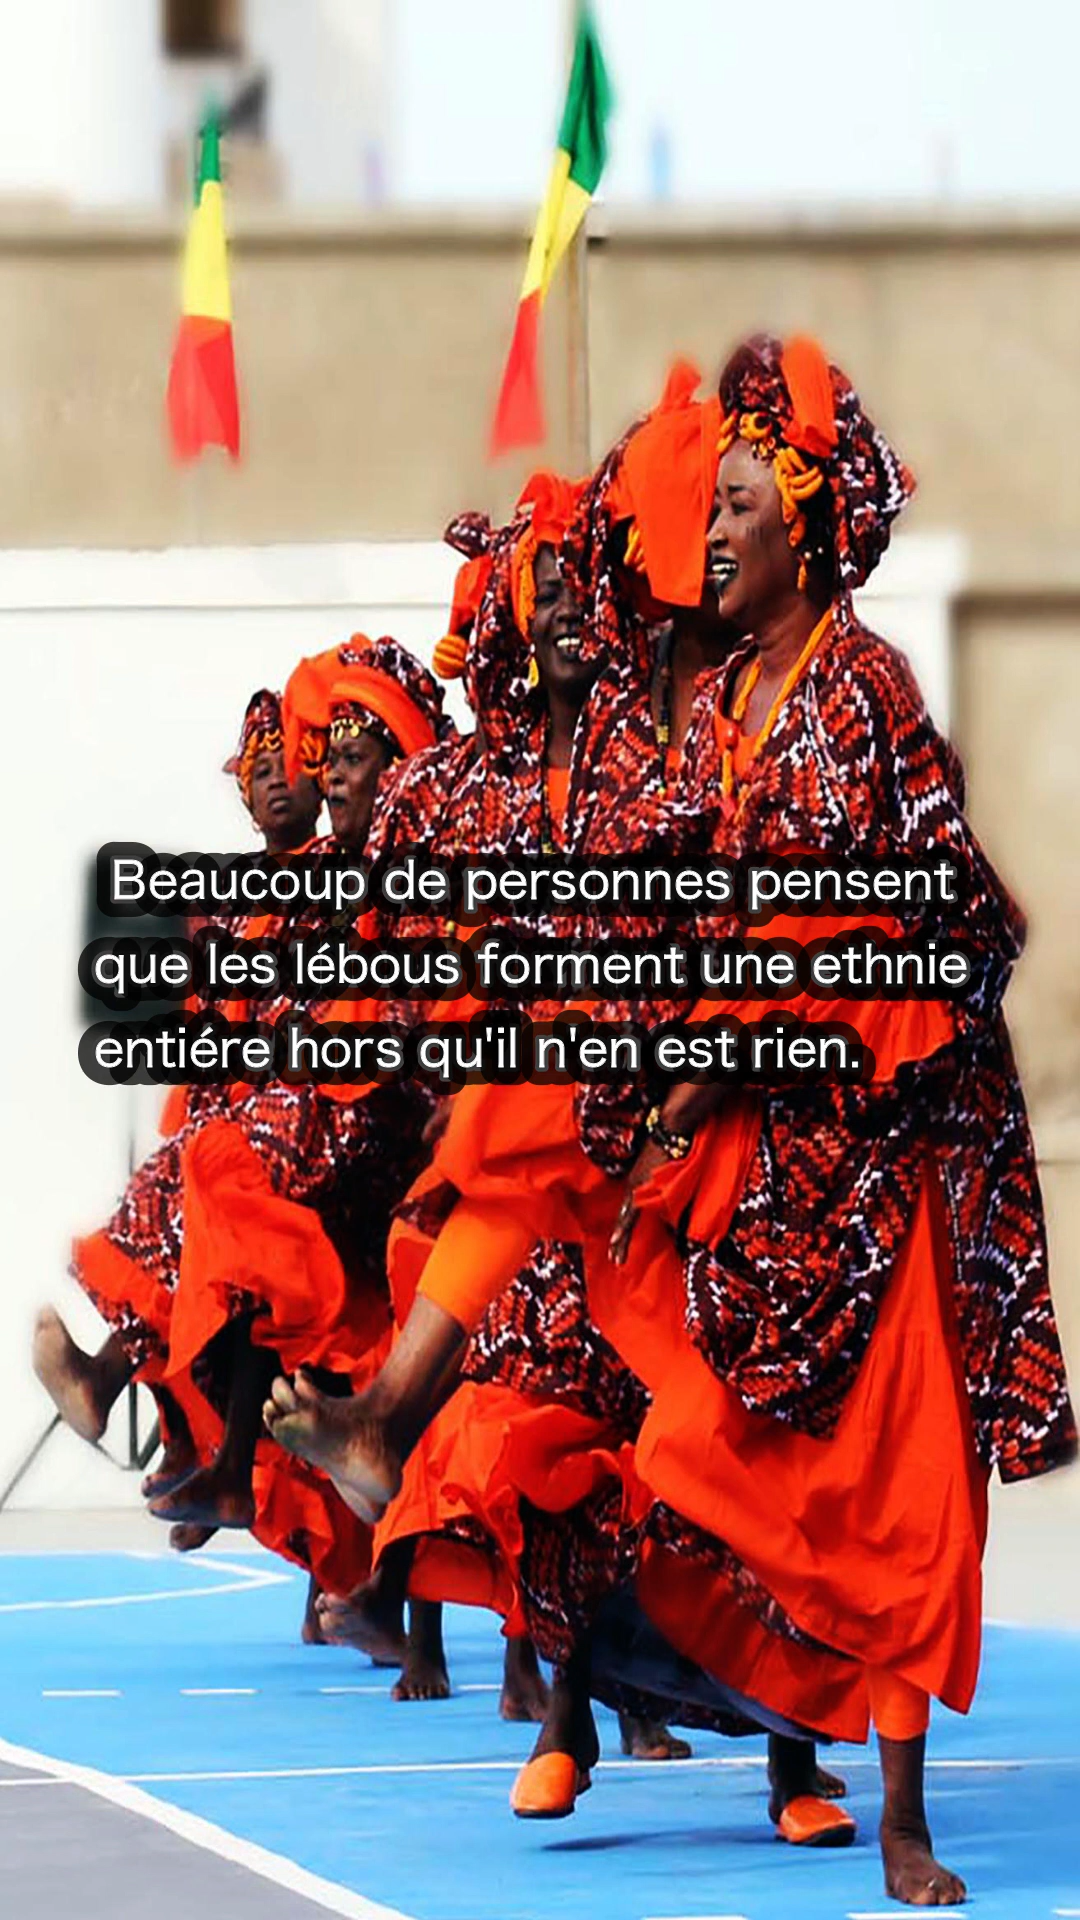 Beaucoup de personnes pensent
que les lébous forment une ethnie
entiére hors qu'il n'en est rien.